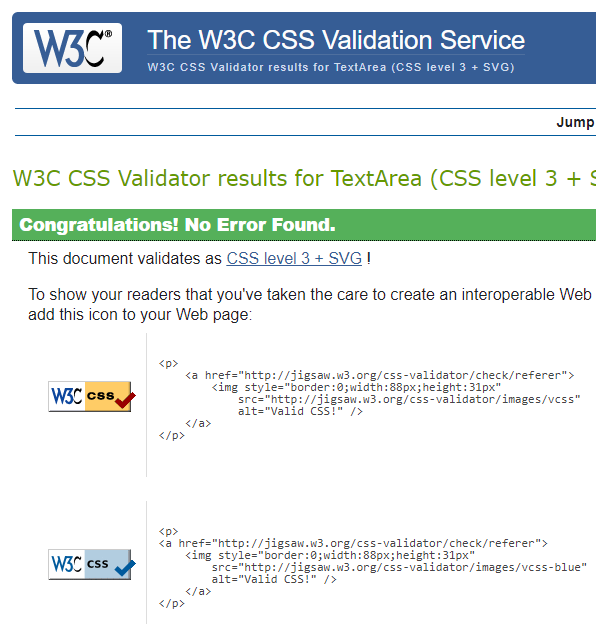 W3C®
The W3C CSS Validation Service
W3C CSS Validator results for TextArea (CSS level 3 + SVG)
Jump
W3C CSS Validator results for TextArea (CSS level 3 + S
Congratulations! No Error Found.
This document validates as CSS level 3 + SVG !
To show your readers that you've taken the care to create an interoperable Web
add this icon to your Web page:
W3C css
<p>
<a href="http://jigsaw.w3.org/css-validator/check/referer">
<img style="border:0;width:88px;height:31px"
src="http://jigsaw.w3.org/css-validator/images/vcss"
alt="Valid CSS!" />
</a>
</p>
W3C css
<p>
<a href="http://jigsaw.w3.org/css-validator/check/referer">
<img style="border:0;width:88px;height:31px"
src="http://jigsaw.w3.org/css-validator/images/vcss-blue"
alt="Valid CSS!" />
</a>
</p>